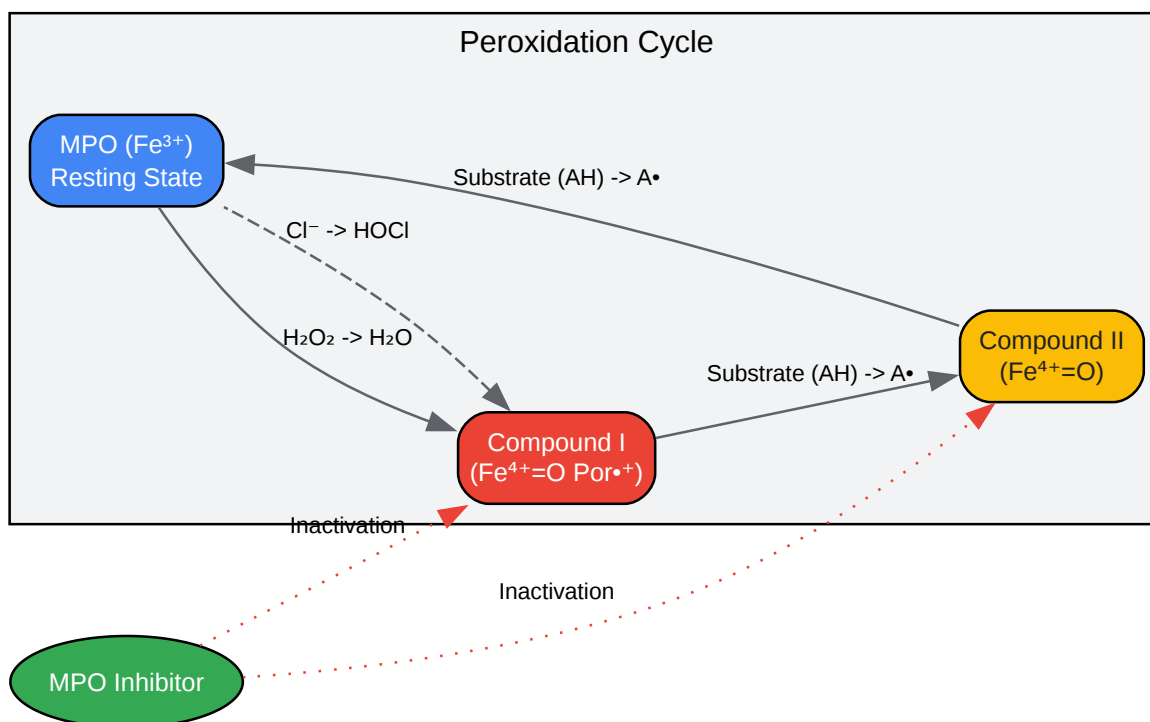 Peroxidation Cycle
MPO (Fe³⁺)
Resting State
Substrate (AH) -> A•
Cl⁻ -> HOCl
H₂O₂ -> H₂O
Compound II
(Fe⁴⁺=O)
Substrate (AH) -> A•
Compound I
(Fe⁴⁺=O Por•⁺)
Inactivation
Inactivation
MPO Inhibitor